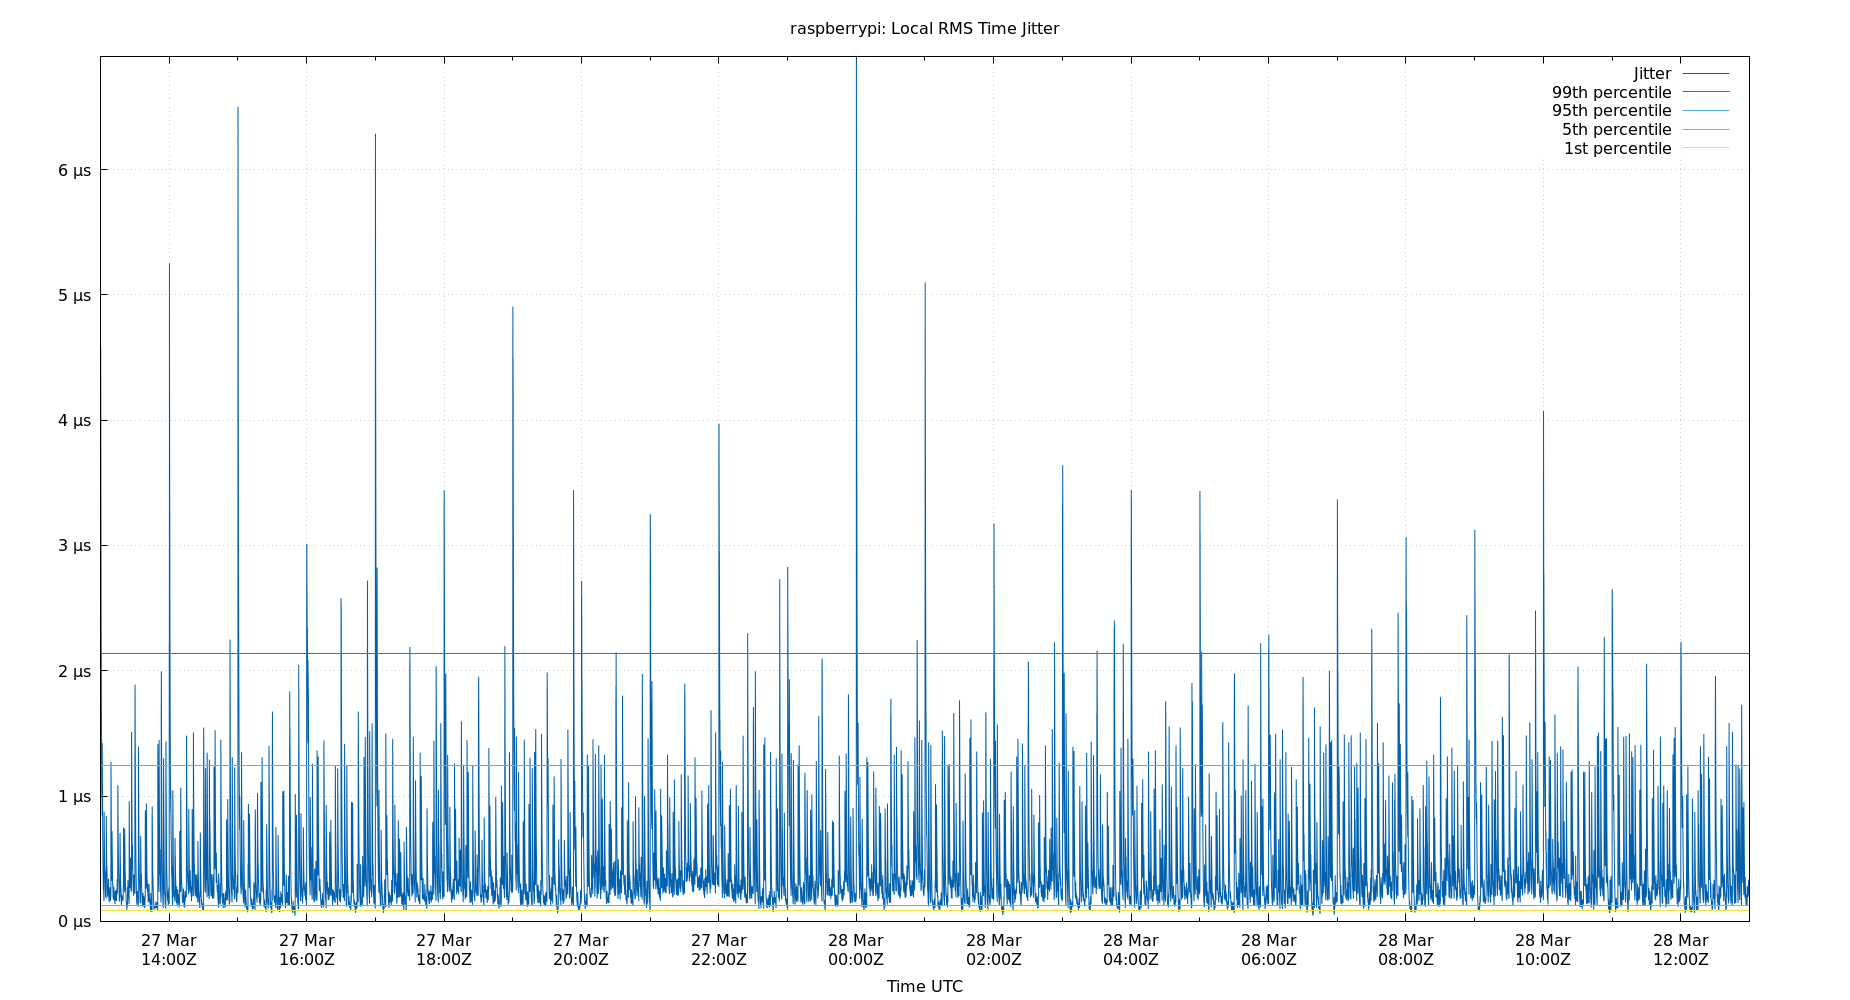 raspberrypi: Local RMS Time Jitter
Jitter
99th percentile
95th percentile
5th percentile
1st percentile
6 µs
5 µs
4 µs
3 µs
2 µs
1 µs
0 µs
27 Mar 27 Mar 27 Mar 27 Mar 27 Mar 28 Mar 28 Mar 28 Mar 28 Mar 28 Mar 28 Mar 28 Mar
14:00Z 16:00Z 18:00Z 20:00Z 22:00Z 00:00Z 02:00Z 04:00Z 06:00Z 08:00Z 10:00Z 12:00Z
Time UTC